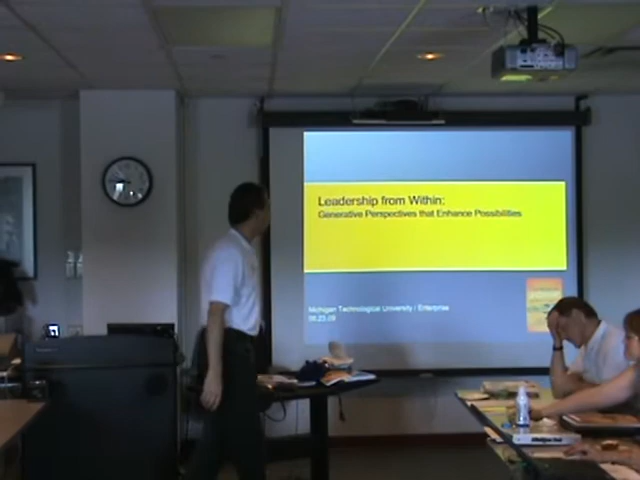 Leadership from Within:
Generative Perspectives that Enhance Possibilities
Michigan Technological University / Enterprise